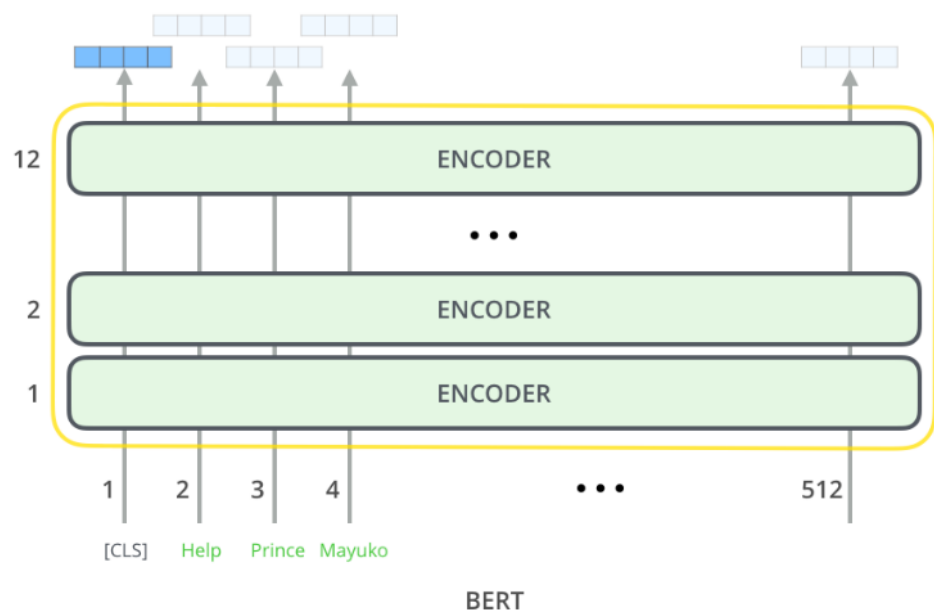 12 ENCODER
...
2 ENCODER
1 ENCODER
1 2 3 4 ... 512
[CLS] Help Prince Mayuko
BERT